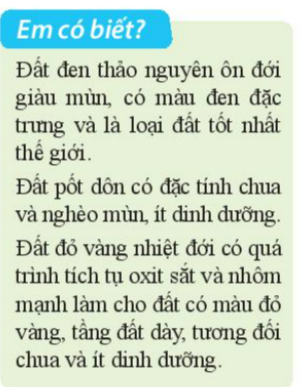 Em có biết?
Đất đen thảo nguyên ôn đới
giàu mùn, có màu đen đặc
trưng và là loại đất tốt nhất
thế giới.
Đất pốt dôn có đặc tính chua
và nghèo mùn, ít dinh dưỡng.
Đất đỏ vàng nhiệt đới có quá
trình tích tụ oxit sắt và nhôm
mạnh làm cho đất có màu đỏ
vàng, tầng đất dày, tương đối
chua và ít dinh dưỡng.